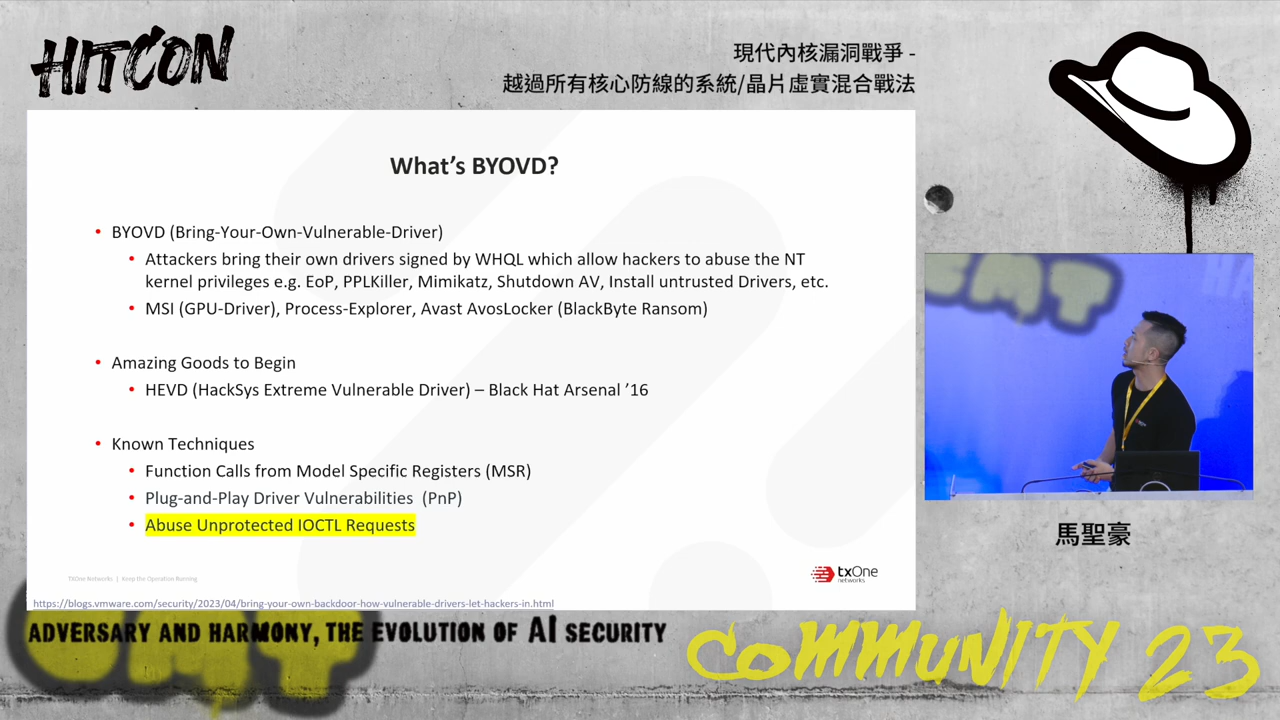 HITCON
現代內核漏洞戰爭 -
越過所有核心防線的系統/晶片虛實混合戰法
What's BYOVD?
• BYOVD (Bring-Your-Own-Vulnerable-Driver)
• Attackers bring their own drivers signed by WHQL which allow hackers to abuse the NT
kernel privileges e.g. EoP, PPLKiller, Mimikatz, Shutdown AV, Install untrusted Drivers, etc.
• MSI (GPU-Driver), Process-Explorer, Avast AvosLocker (BlackByte Ransom)
• Amazing Goods to Begin
• HEVD (HackSys Extreme Vulnerable Driver) – Black Hat Arsenal ’16
• Known Techniques
• Function Calls from Model Specific Registers (MSR)
• Plug-and-Play Driver Vulnerabilities (PnP)
• Abuse Unprotected IOCTL Requests
TXOne Networks | Keep the Operation Running
txOne
networks
https://blogs.vmware.com/security/2023/04/bring-your-own-backdoor-how-vulnerable-drivers-let-hackers-in.html
馬聖豪
ADVERSARY AND HARMONY, THE EVOLUTION OF AI SECURITY
COMMUNITY 23